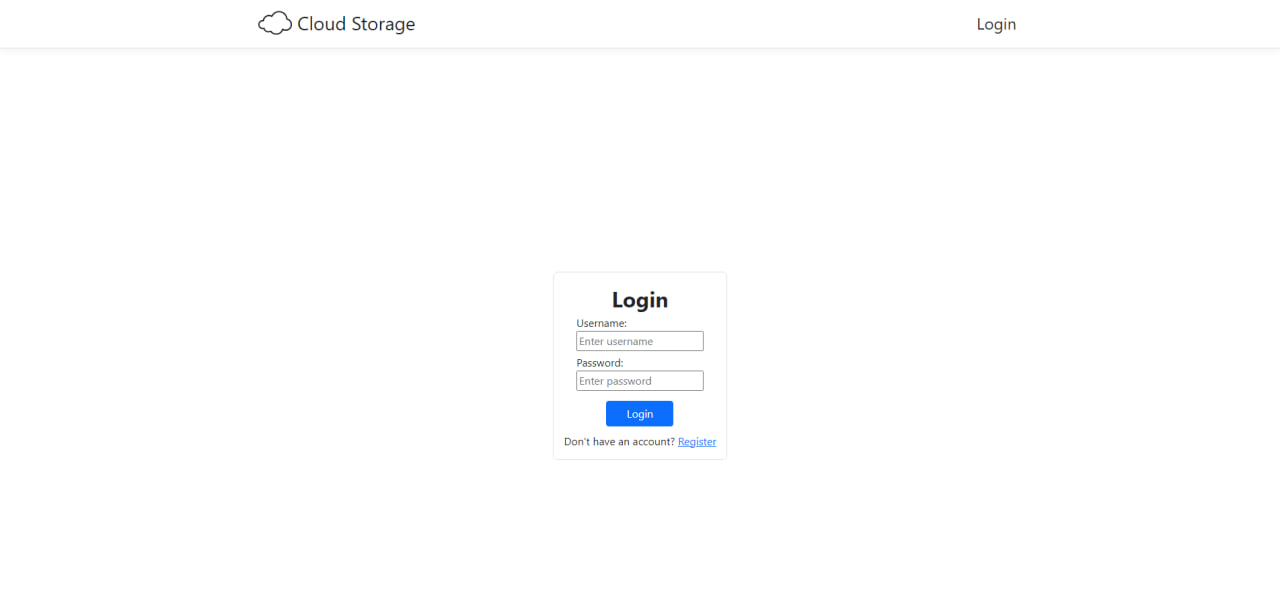 Cloud Storage
Login
Login
Username:
Enter username
Password:
Enter password
Login
Don't have an account? Register